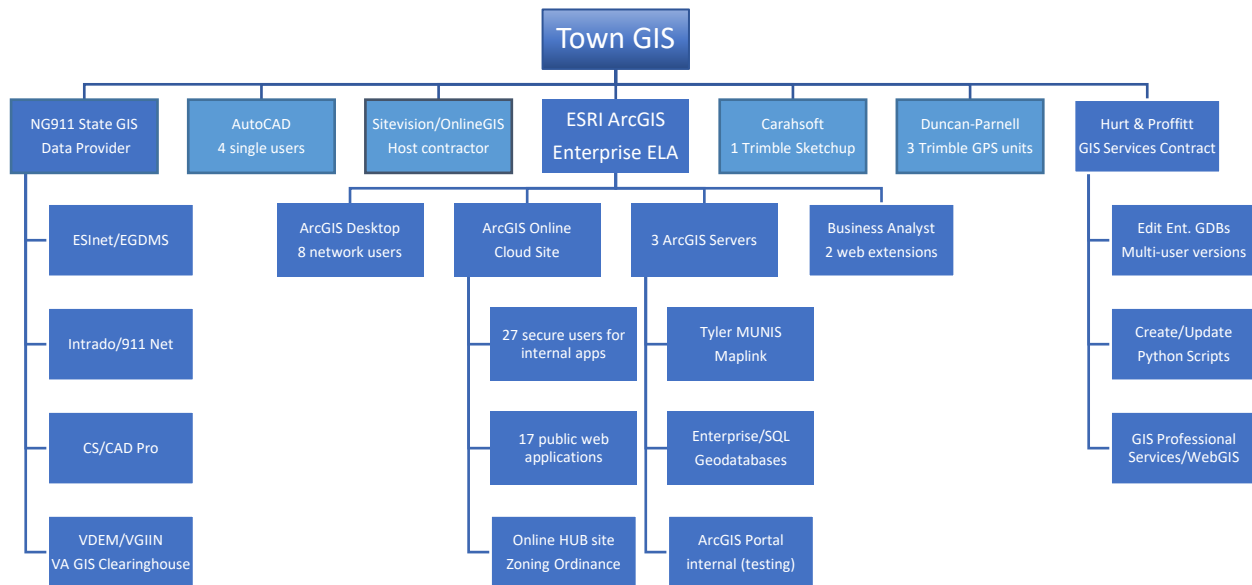 Town GIS
NG911 State GIS
Data Provider
AutoCAD
4 single users
Sitevision/OnlineGIS
Host contractor
ESRI ArcGIS
Enterprise ELA
Carahsoft
1 Trimble Sketchup
Duncan-Parnell
3 Trimble GPS units
Hurt & Proffitt
GIS Services Contract
ESInet/EGDMS
Intrado/911 Net
CS/CAD Pro
VDEM/VGIIN
VA GIS Clearinghouse
ArcGIS Desktop
8 network users
ArcGIS Online
Cloud Site
27 secure users for
internal apps
17 public web
applications
Online HUB site
Zoning Ordinance
3 ArcGIS Servers
Tyler MUNIS
Maplink
Enterprise/SQL
Geodatabases
ArcGIS Portal
internal (testing)
Business Analyst
2 web extensions
Edit Ent. GDBs
Multi-user versions
Create/Update
Python Scripts
GIS Professional
Services/WebGIS